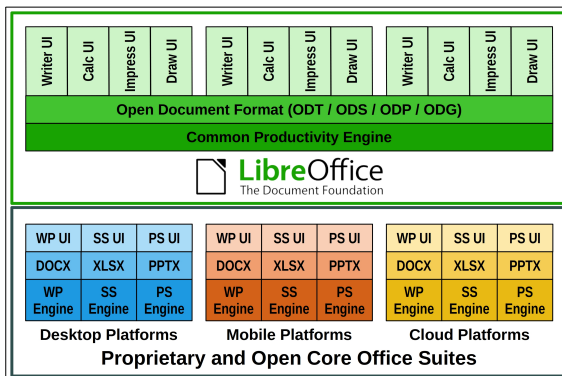 Writer UI Calc UI Impress UI Draw UI Writer UI Calc UI Impress UI Draw UI Writer UI Calc UI Impress UI Draw UI
Open Document Format (ODT / ODS / ODP / ODG)
Common Productivity Engine
LibreOffice
The Document Foundation
WP UI SS UI PS UI WP UI SS UI PS UI WP UI SS UI PS UI
DOCX XLSX PPTX DOCX XLSX PPTX DOCX XLSX PPTX
WP SS PS WP SS PS WP SS PS
Engine Engine Engine Engine Engine Engine Engine Engine Engine
Desktop Platforms Mobile Platforms Cloud Platforms
Proprietary and Open Core Office Suites